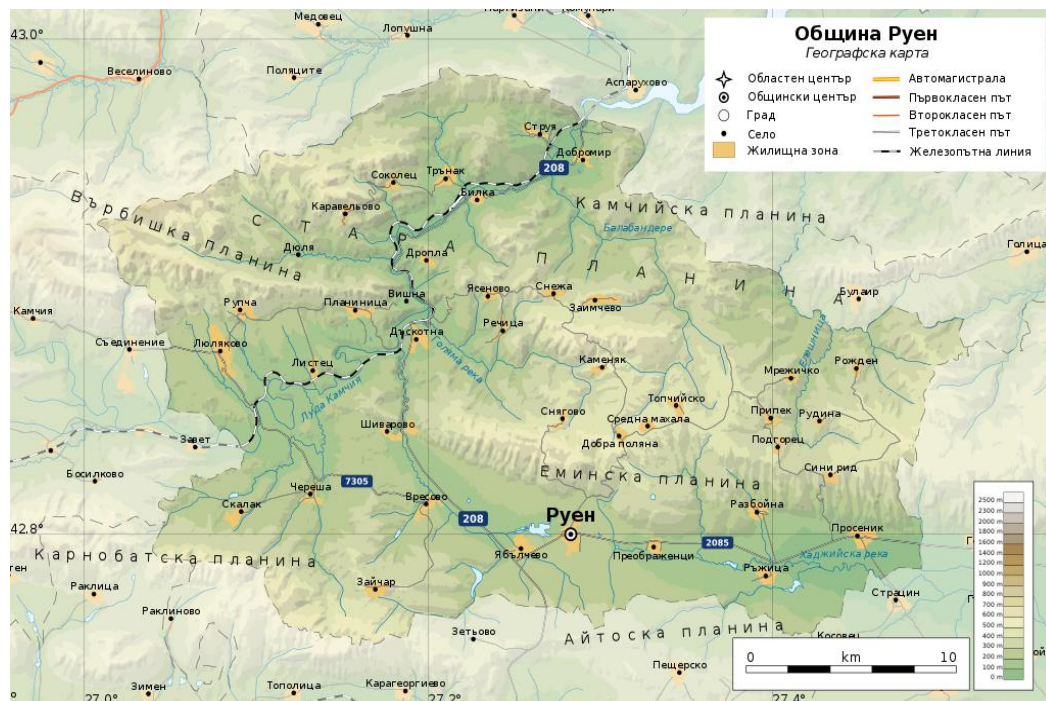 Община Руен
Географска карта
Областен център
Общински център
Град
Село
Жилищна зона
Автомагистрала
Първокласен път
Второкласен път
Третокласен път
Железопътна линия
43.0°
Медовец
Лопушна
Веселиново
Поляците
Аспарухово
Струя
Добромир
208
Трънак
Соколец
Билка
Каравельово
Камчийска планина
Върбишка планина
СТАРА ПЛАНИНА
Балабандере
Дюля
Дропла
Голица
Ясеново
Снежа
Заимчево
Булаир
Вишна
Планиница
Рупча
Камчия
Речица
Дъскотна
Голяма река
Елешница
Съединение
Люляково
Листец
Каменяк
Рожден
Мрежичко
Луда Камчия
Топчийско
Снягово
Средна махала
Добра поляна
Припек
Рудина
Подгорец
Шиварово
Завет
Босилково
Еминска планина
Сини рид
7305
Череша
Скалак
Вресово
208
Руен
Разбойна
Просеник
42.8°
Ябълчево
Преображенци
2085
Хаджийска река
Ръжица
Карнобатска планина
Зайчар
Раклица
Раклиново
Страцин
Зетьово
Айтоска планина
Косовец
Пещерско
Зимен
Тополица
Карагеоргиево
27.0°
27.2°
27.4°
0 km 10
2500 m
2300 m
2000 m
1800 m
1600 m
1400 m
1200 m
1000 m
900 m
800 m
700 m
600 m
500 m
400 m
300 m
200 m
100 m
0 m